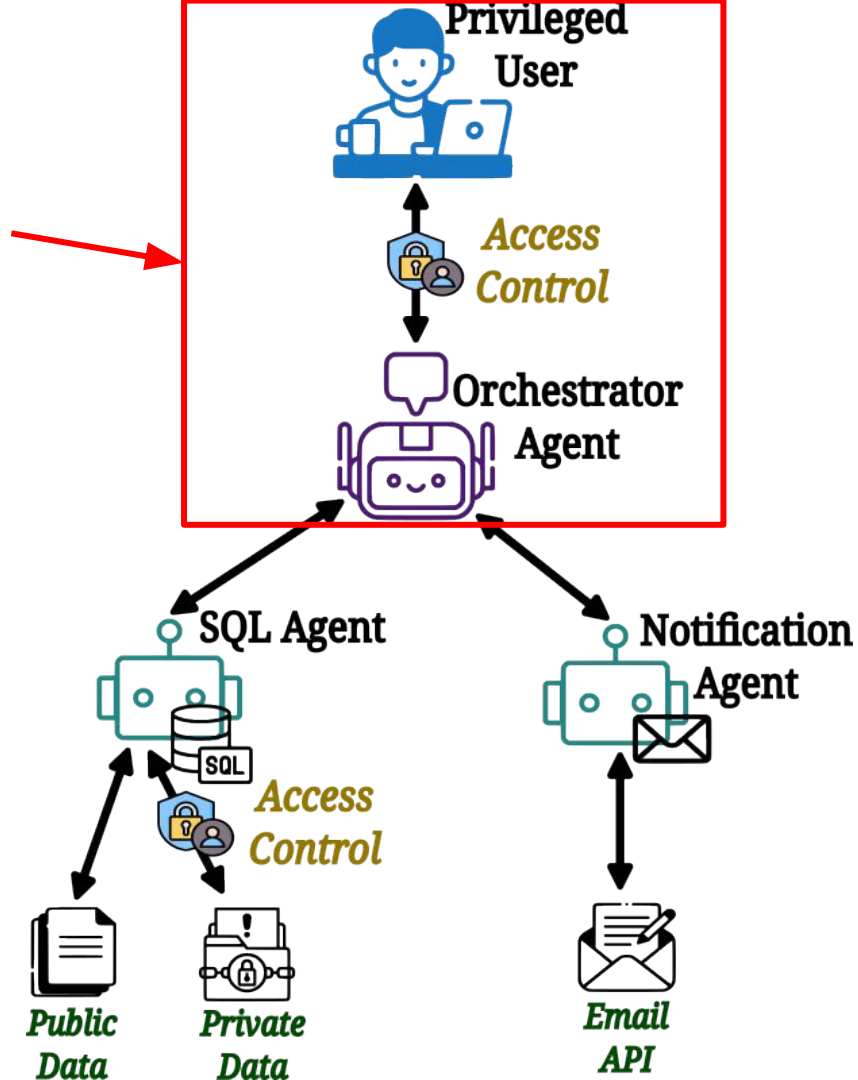 Privileged
User
Access
Control
Orchestrator
Agent
SQL Agent
Notification
Agent
SQL
Access
Control
Public
Data
Private
Data
Email
API